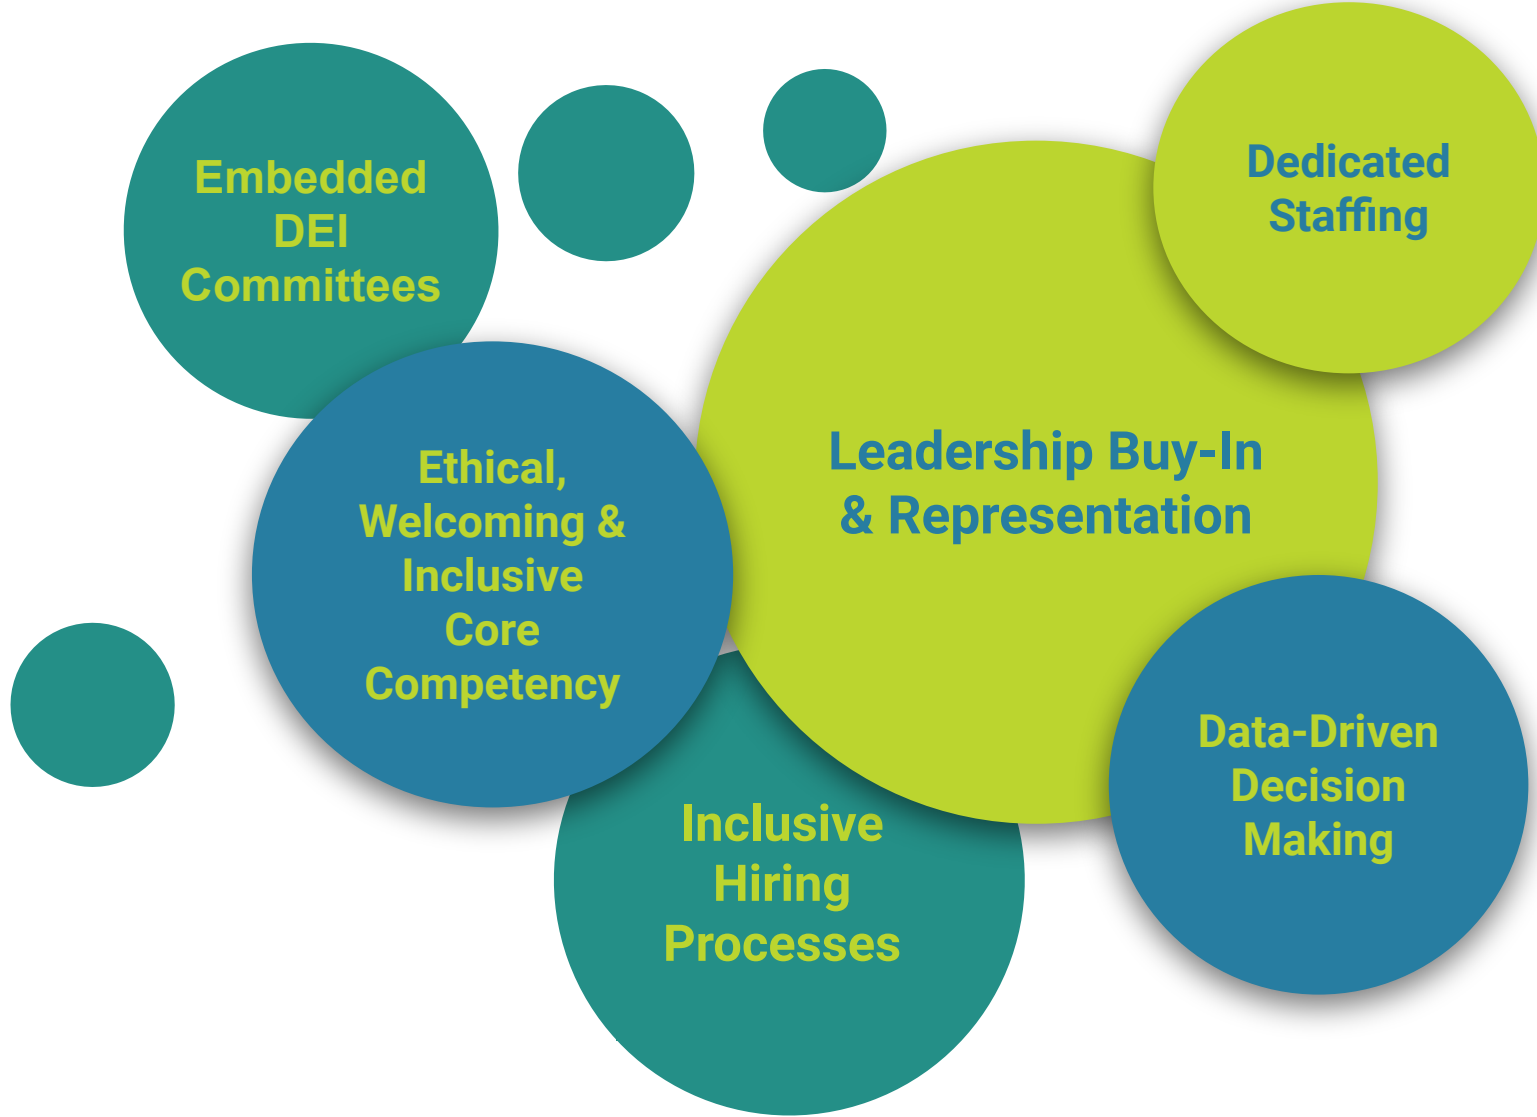 Embedded
DEI
Committees
Dedicated
Staffing
Ethical,
Welcoming &
Inclusive
Core
Competency
Leadership Buy-In
& Representation
Data-Driven
Decision
Making
Inclusive
Hiring
Processes